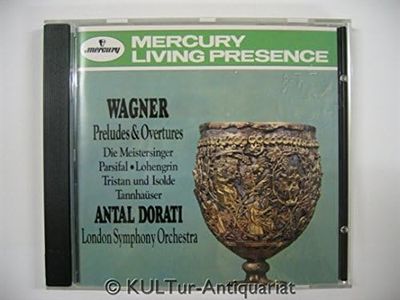 mercury
MERCURY
LIVING PRESENCE
WAGNER
Preludes & Overtures
Die Meistersinger
Parsifal • Lohengrin
Tristan und Isolde
Tannhaüser
ANTAL DORATI
London Symphony Orchestra
© KULTur-Antiquariat